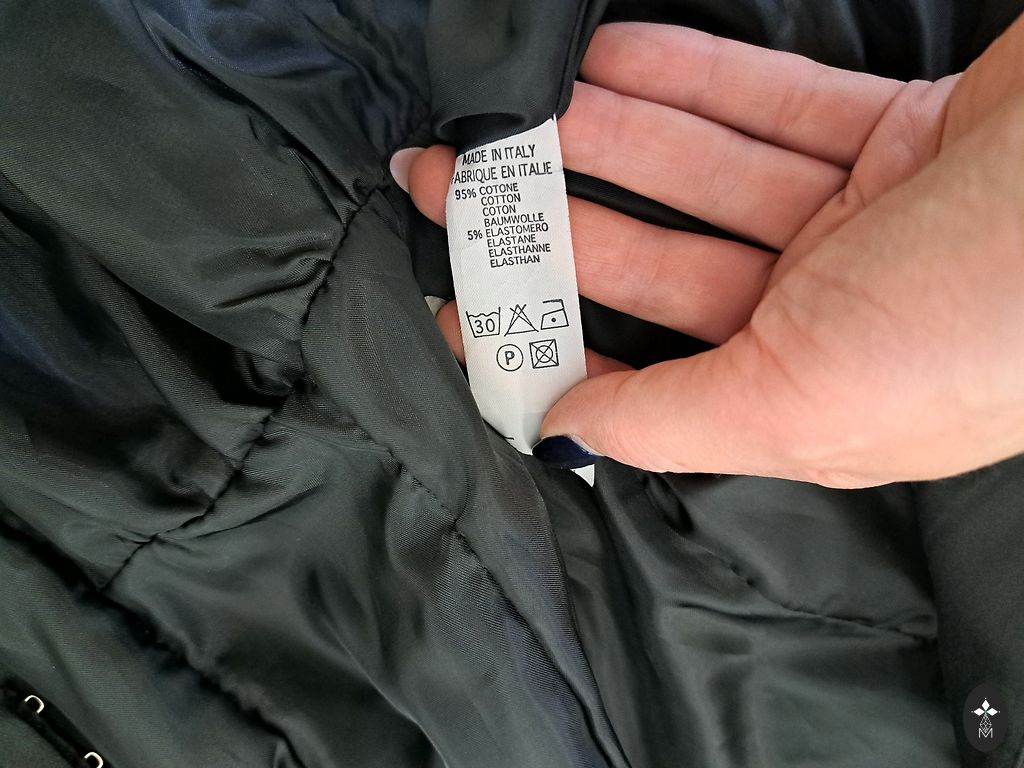 MADE IN ITALY
FABRIQUE EN ITALIE
95% COTONE
COTTON
COTON
BAUMWOLLE
5% ELASTOMERO
ELASTANE
ELASTHANNE
ELASTHAN
30
P
M